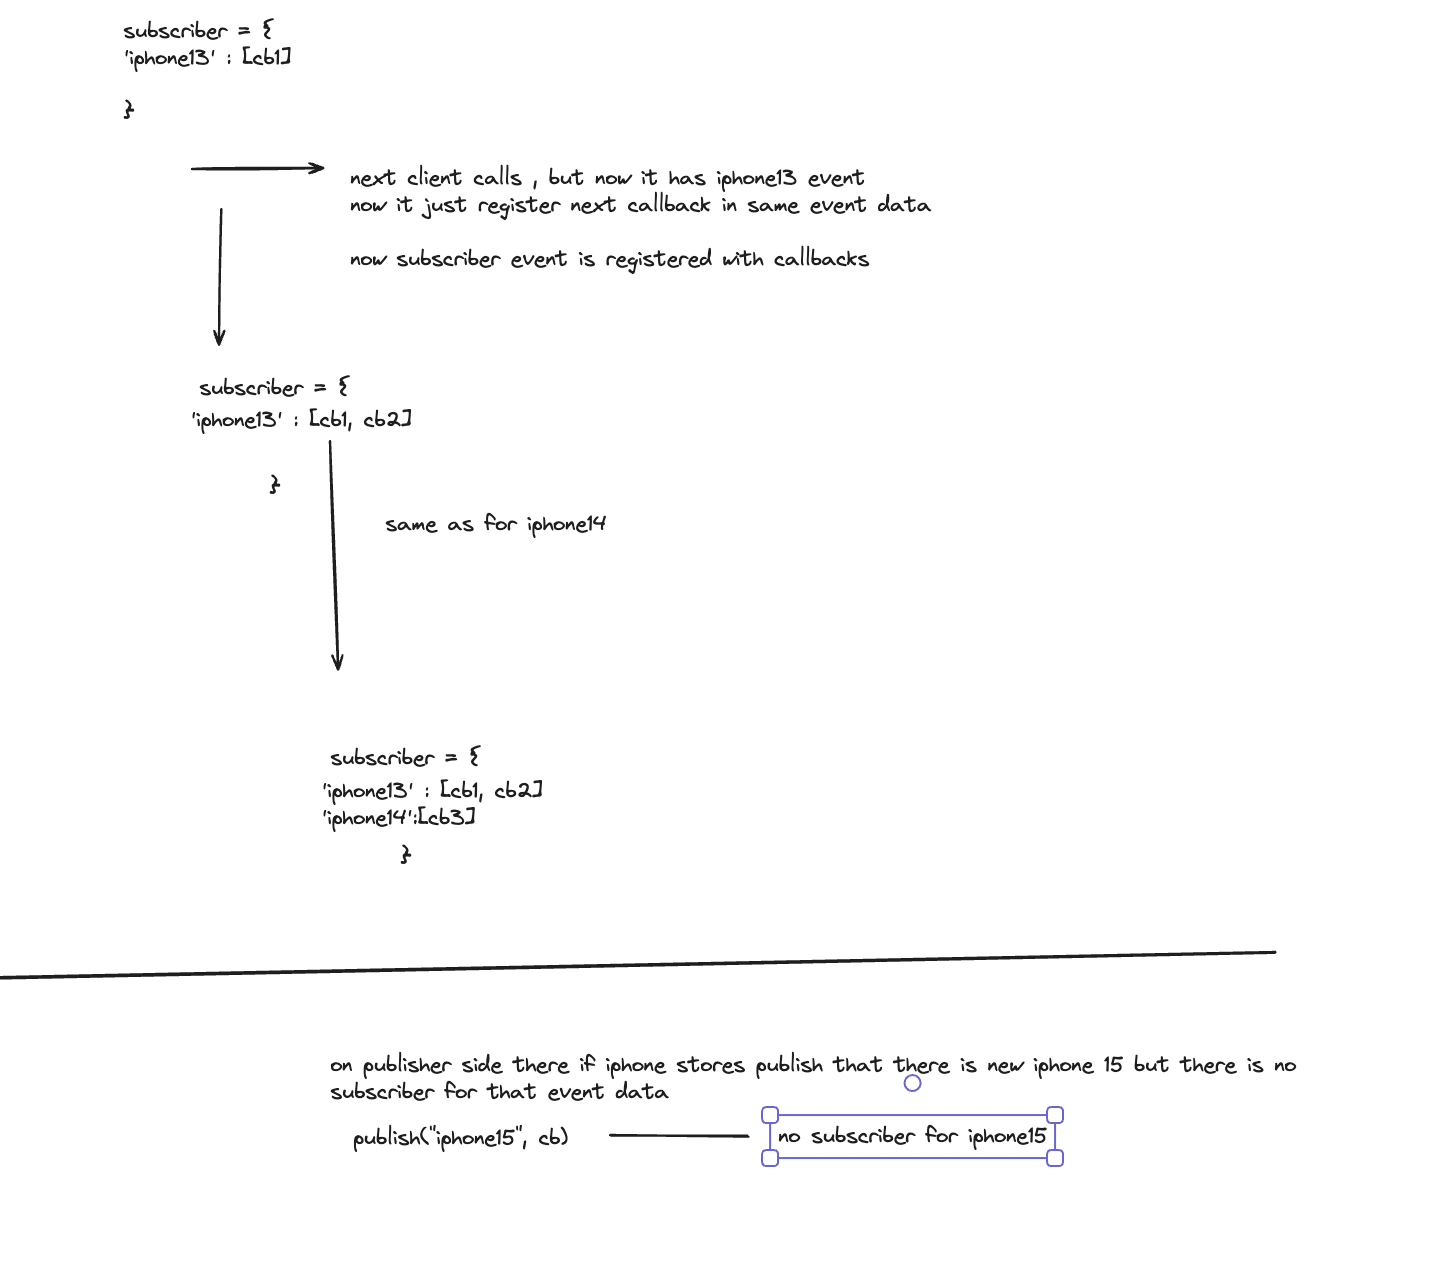 subscriber = {
'iphone13' : [cb1]
}
next client calls , but now it has iphone13 event
now it just register next callback in same event data
now subscriber event is registered with callbacks
subscriber = {
'iphone13' : [cb1, cb2]
}
same as for iphone14
subscriber = {
'iphone13' : [cb1, cb2]
'iphone14':[cb3]
}
on publisher side there if iphone stores publish that there is new iphone 15 but there is no
subscriber for that event data
publish("iphone15", cb)
no subscriber for iphone15